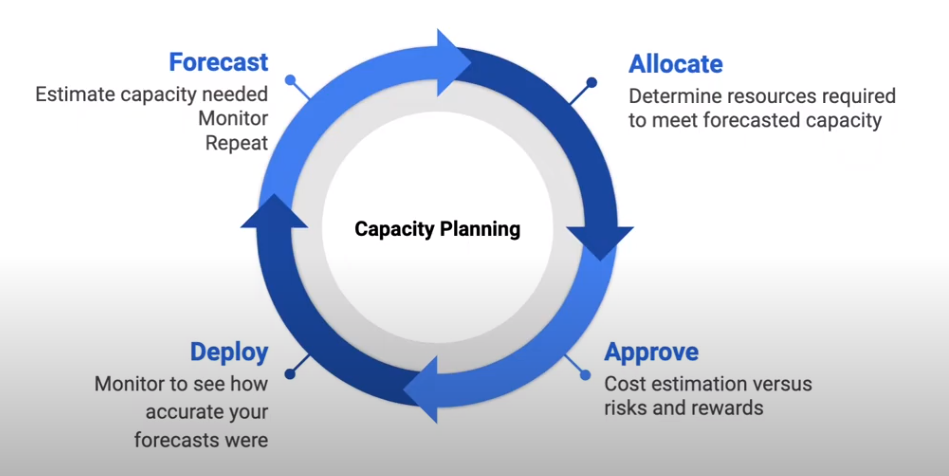 Forecast
Estimate capacity needed
Monitor
Repeat
Allocate
Determine resources required
to meet forecasted capacity
Capacity Planning
Deploy
Monitor to see how
accurate your
forecasts were
Approve
Cost estimation versus
risks and rewards